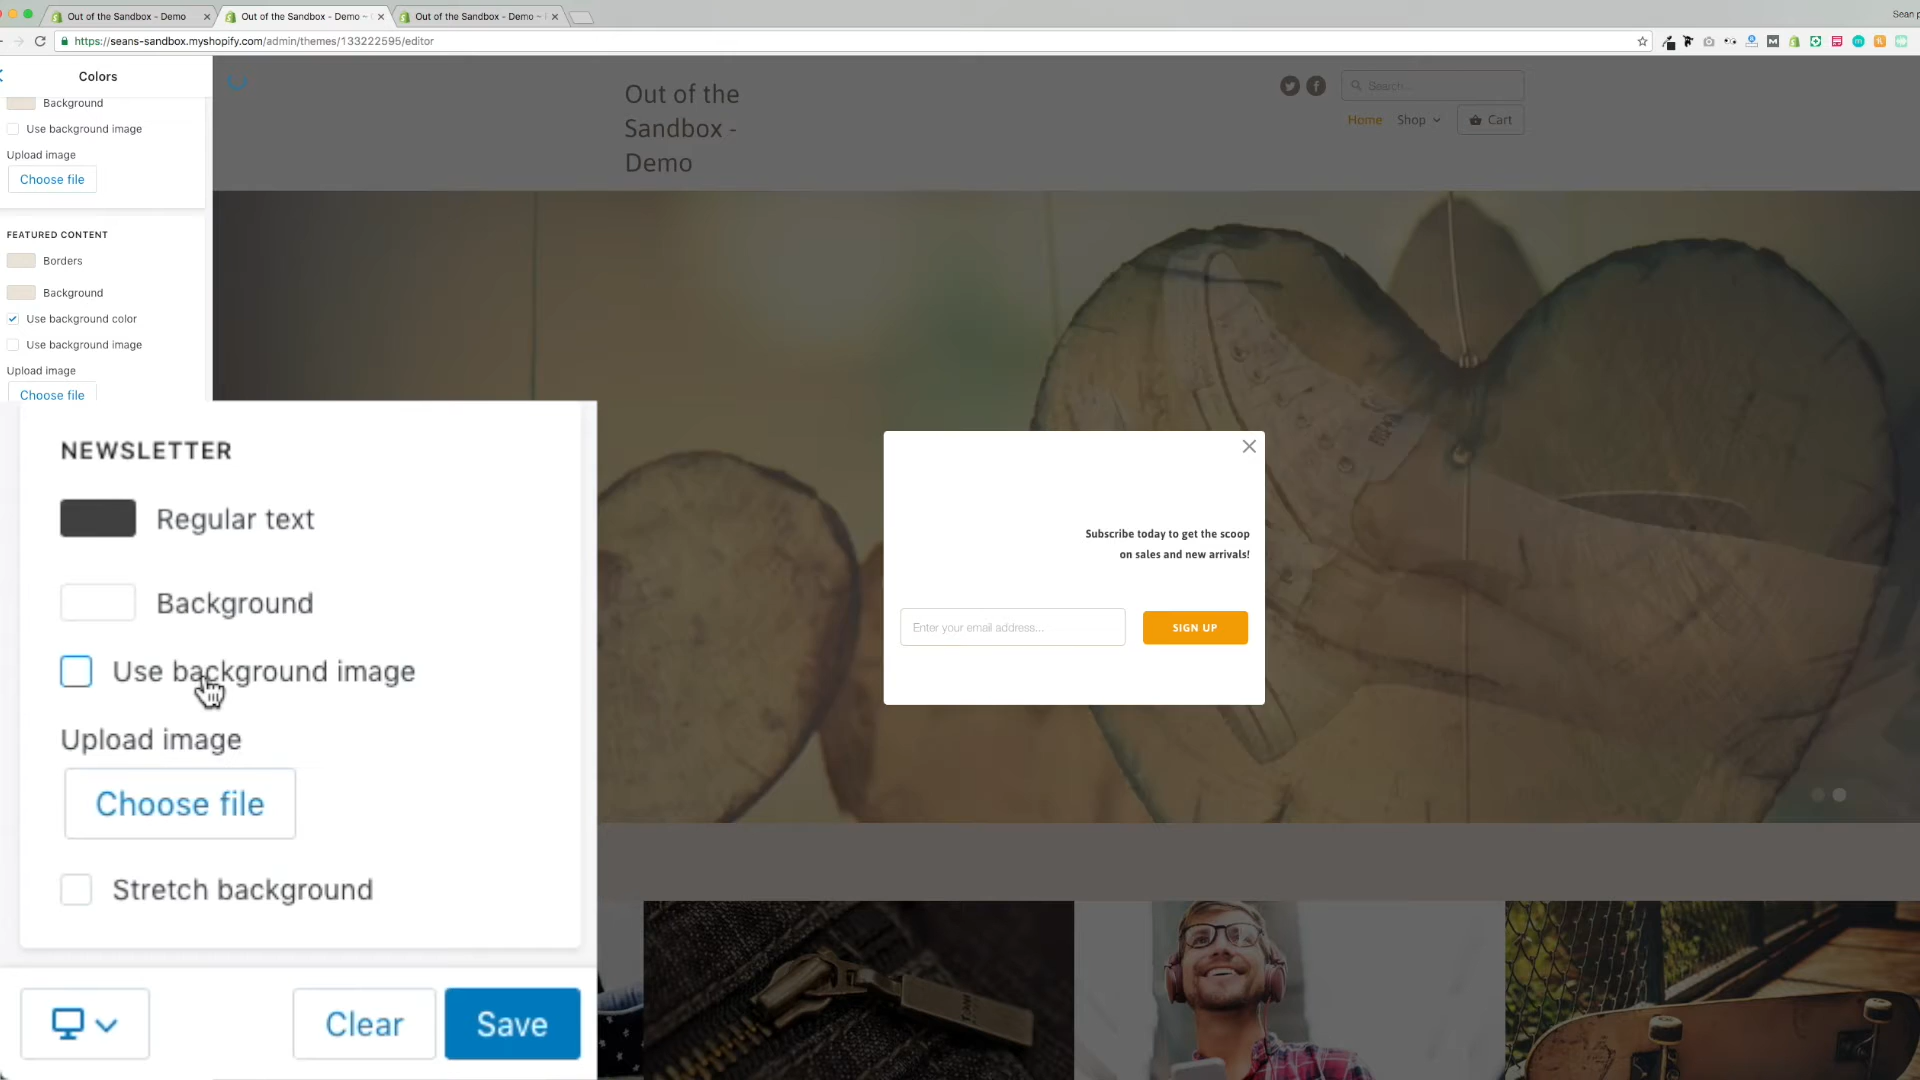 Out of the Sandbox - Demo
Out of the Sandbox - Demo ~
Out of the Sandbox - Demo ~
https://seans-sandbox.myshopify.com/admin/themes/133222595/editor
Colors
Background
Use background image
Upload image
Choose file
FEATURED CONTENT
Borders
Background
Use background color
Use background image
Upload image
Choose file
NEWSLETTER
Regular text
Background
Use background image
Upload image
Choose file
Stretch background
Clear
Save
Out of the
Sandbox -
Demo
Search...
Home
Shop
Cart
Subscribe today to get the scoop
on sales and new arrivals!
Enter your email address...
SIGN UP